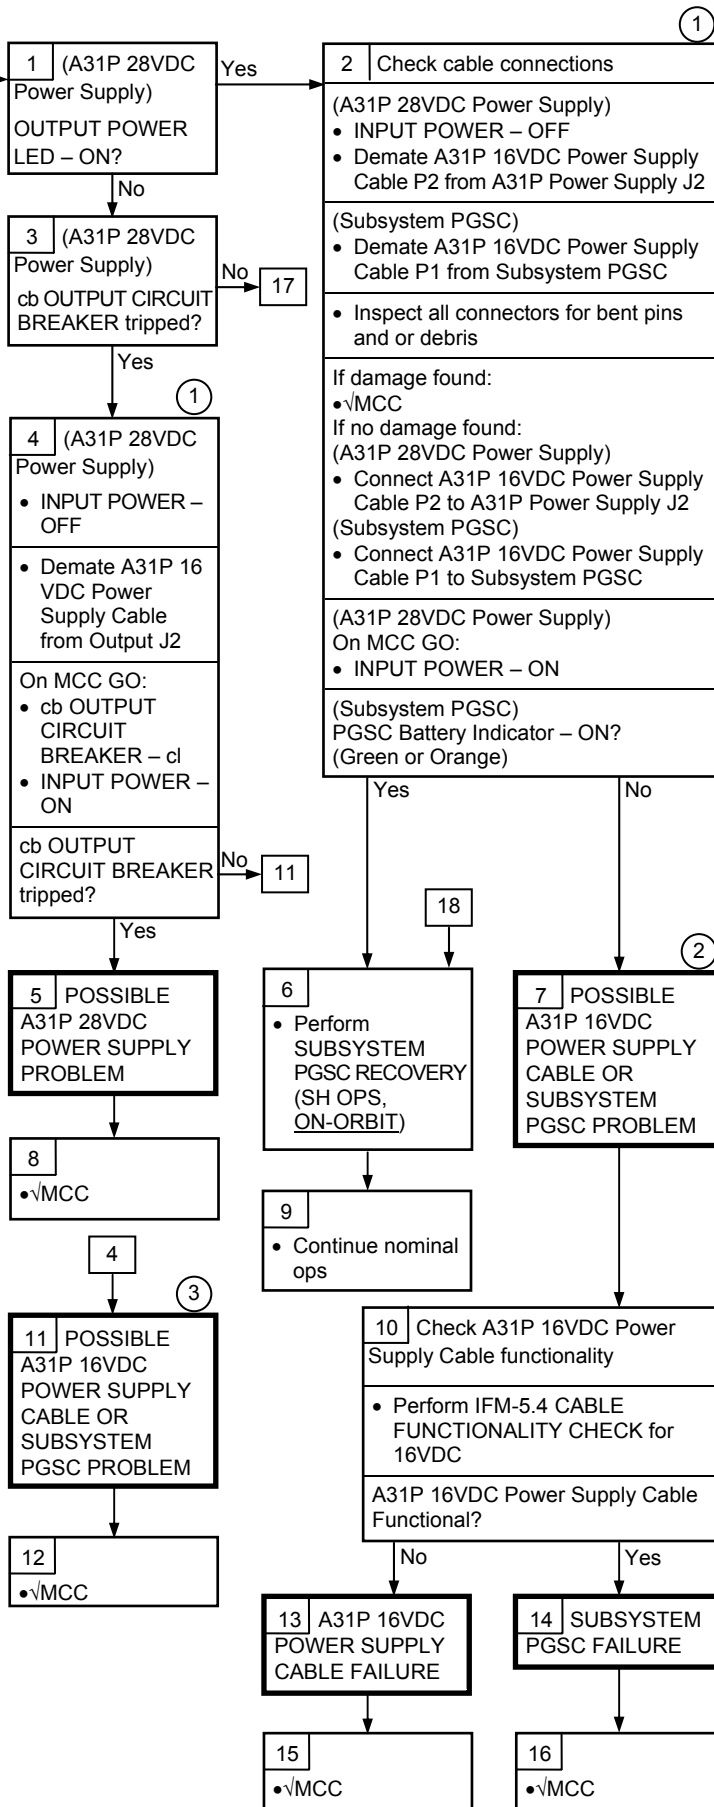 1
1 (A31P 28VDC
Power Supply)
OUTPUT POWER
LED – ON?
Yes
No
2 Check cable connections
(A31P 28VDC Power Supply)
• INPUT POWER – OFF
• Demate A31P 16VDC Power Supply
Cable P2 from A31P Power Supply J2
(Subsystem PGSC)
• Demate A31P 16VDC Power Supply
Cable P1 from Subsystem PGSC
• Inspect all connectors for bent pins
and or debris
If damage found:
•√MCC
If no damage found:
(A31P 28VDC Power Supply)
• Connect A31P 16VDC Power Supply
Cable P2 to A31P Power Supply J2
(Subsystem PGSC)
• Connect A31P 16VDC Power Supply
Cable P1 to Subsystem PGSC
(A31P 28VDC Power Supply)
On MCC GO:
• INPUT POWER – ON
(Subsystem PGSC)
PGSC Battery Indicator – ON?
(Green or Orange)
Yes
No
3 (A31P 28VDC
Power Supply)
cb OUTPUT CIRCUIT
BREAKER tripped?
No
17
Yes
1
4 (A31P 28VDC
Power Supply)
• INPUT POWER –
OFF
• Demate A31P 16
VDC Power
Supply Cable
from Output J2
On MCC GO:
• cb OUTPUT
CIRCUIT
BREAKER – cl
• INPUT POWER –
ON
cb OUTPUT
CIRCUIT BREAKER
tripped?
No
11
Yes
5 POSSIBLE
A31P 28VDC
POWER SUPPLY
PROBLEM
8
•√MCC
18
6
• Perform
SUBSYSTEM
PGSC RECOVERY
(SH OPS,
ON-ORBIT)
9
• Continue nominal
ops
2
7 POSSIBLE
A31P 16VDC
POWER SUPPLY
CABLE OR
SUBSYSTEM
PGSC PROBLEM
4
3
11 POSSIBLE
A31P 16VDC
POWER SUPPLY
CABLE OR
SUBSYSTEM
PGSC PROBLEM
12
•√MCC
10 Check A31P 16VDC Power
Supply Cable functionality
• Perform IFM-5.4 CABLE
FUNCTIONALITY CHECK for
16VDC
A31P 16VDC Power Supply Cable
Functional?
No
Yes
13 A31P 16VDC
POWER SUPPLY
CABLE FAILURE
14 SUBSYSTEM
PGSC FAILURE
15
•√MCC
16
•√MCC